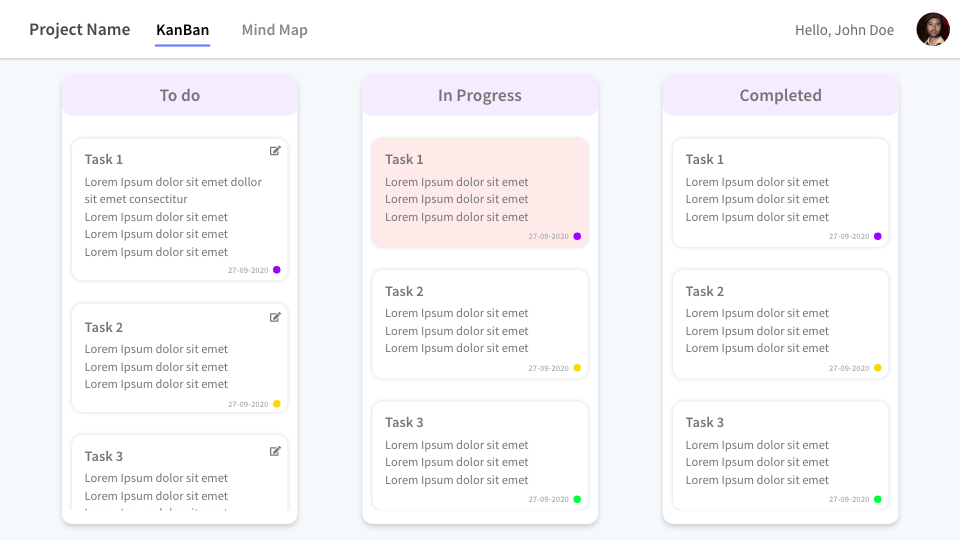 Project Name KanBan Mind Map Hello, John Doe
To do
Task 1
Lorem Ipsum dolor sit emet dollor
sit emet consectitur
Lorem Ipsum dolor sit emet
Lorem Ipsum dolor sit emet
Lorem Ipsum dolor sit emet
27-09-2020
Task 2
Lorem Ipsum dolor sit emet
Lorem Ipsum dolor sit emet
Lorem Ipsum dolor sit emet
27-09-2020
Task 3
Lorem Ipsum dolor sit emet
Lorem Ipsum dolor sit emet
In Progress
Task 1
Lorem Ipsum dolor sit emet
Lorem Ipsum dolor sit emet
Lorem Ipsum dolor sit emet
27-09-2020
Task 2
Lorem Ipsum dolor sit emet
Lorem Ipsum dolor sit emet
Lorem Ipsum dolor sit emet
27-09-2020
Task 3
Lorem Ipsum dolor sit emet
Lorem Ipsum dolor sit emet
Lorem Ipsum dolor sit emet
27-09-2020
Completed
Task 1
Lorem Ipsum dolor sit emet
Lorem Ipsum dolor sit emet
Lorem Ipsum dolor sit emet
27-09-2020
Task 2
Lorem Ipsum dolor sit emet
Lorem Ipsum dolor sit emet
Lorem Ipsum dolor sit emet
27-09-2020
Task 3
Lorem Ipsum dolor sit emet
Lorem Ipsum dolor sit emet
Lorem Ipsum dolor sit emet
27-09-2020